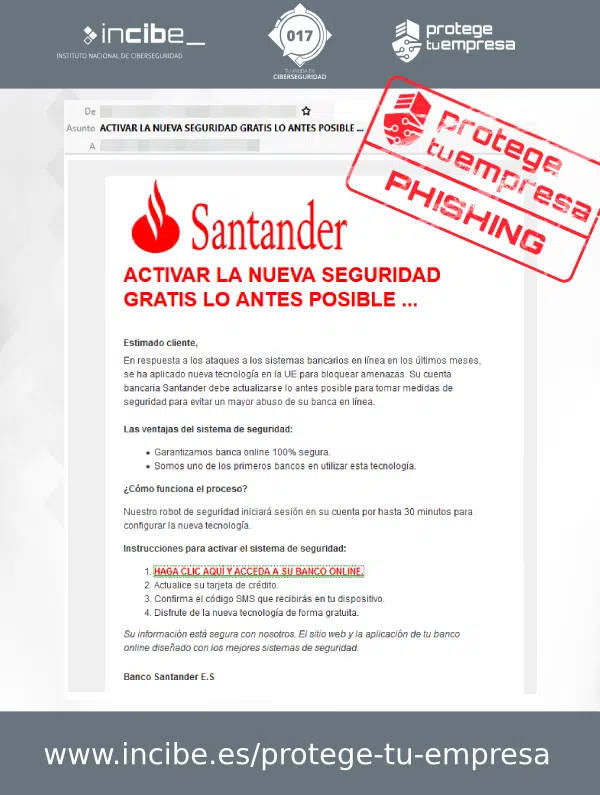 incibe_
INSTITUTO NACIONAL DE CIBERSEGURIDAD
017
TU AYUDA EN
CIBERSEGURIDAD
protege
tuempresa
De
Asunto ACTIVAR LA NUEVA SEGURIDAD GRATIS LO ANTES POSIBLE ...
A
protege
tuempresa
PHISHING
Santander
ACTIVAR LA NUEVA SEGURIDAD
GRATIS LO ANTES POSIBLE ...
Estimado cliente,
En respuesta a los ataques a los sistemas bancarios en línea en los últimos meses,
se ha aplicado nueva tecnología en la UE para bloquear amenazas. Su cuenta
bancaria Santander debe actualizarse lo antes posible para tomar medidas de
seguridad para evitar un mayor abuso de su banca en línea.
Las ventajas del sistema de seguridad:
• Garantizamos banca online 100% segura.
• Somos uno de los primeros bancos en utilizar esta tecnología.
¿Cómo funciona el proceso?
Nuestro robot de seguridad iniciará sesión en su cuenta por hasta 30 minutos para
configurar la nueva tecnología.
Instrucciones para activar el sistema de seguridad:
1. HAGA CLIC AQUÍ Y ACCEDA A SU BANCO ONLINE.
2. Actualice su tarjeta de crédito.
3. Confirma el código SMS que recibirás en tu dispositivo.
4. Disfrute de la nueva tecnología de forma gratuita.
Su información está segura con nosotros. El sitio web y la aplicación de tu banco
online diseñado con los mejores sistemas de seguridad.
Banco Santander E.S
www.incibe.es/protege-tu-empresa